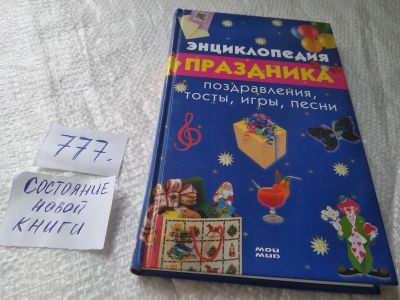 ЭНЦИКЛОПЕДИЯ
ПРАЗДНИКА
поздравления,
тосты, игры, песни
777.
СОСТОЯНИЕ
НОВОЙ
КНИГИ
МОЙ
МИР